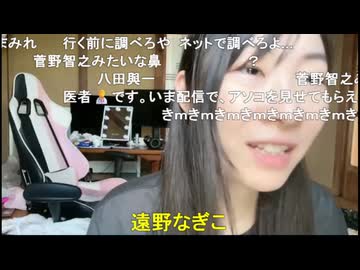 まみれ 行く前に調べろや ネットで調べろよ...
菅野智之みたいな鼻 ?
八田與一 菅野智之み
医者🤱です。いま配信で、アソコを見せてもらえ
きmきmきmきmきmきmきmきm
遠野なぎこ